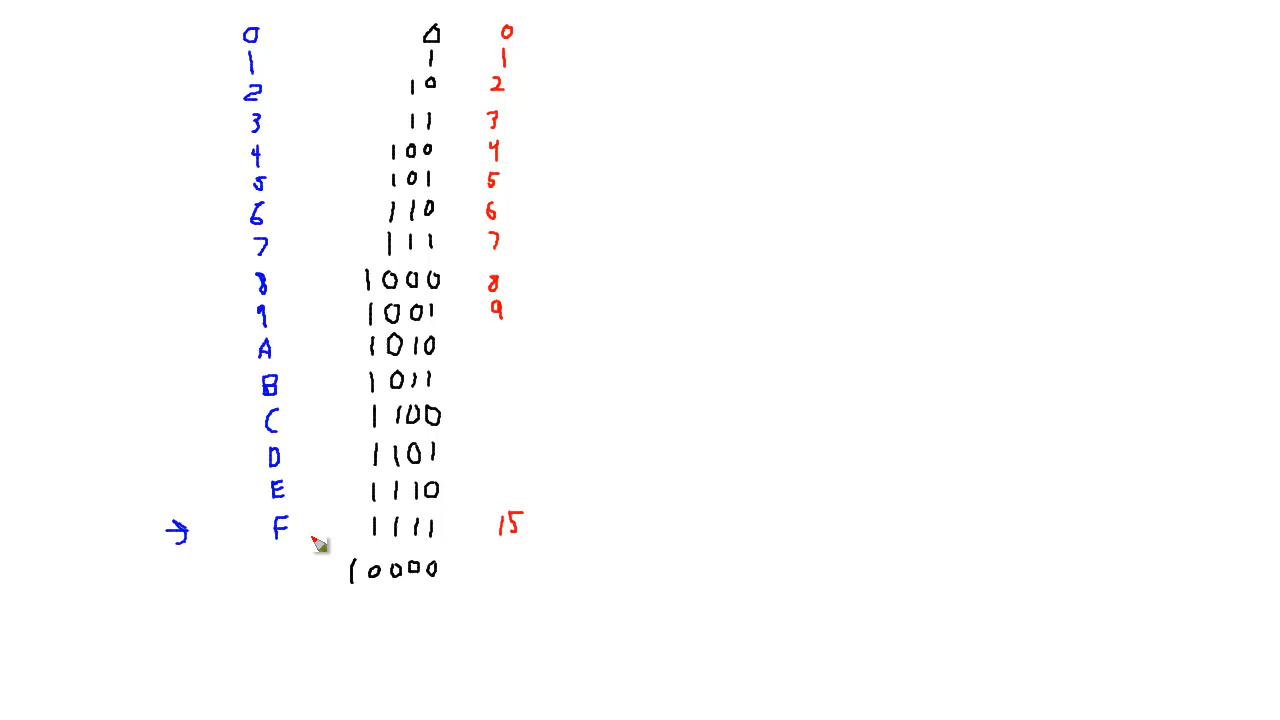 0 0 0
1 1 1
2 10 2
3 11 3
4 100 4
5 101 5
6 110 6
7 111 7
8 1000 8
9 1001 9
A 1010
B 1011
C 1100
D 1101
E 1110
→ F 1111 15
10000